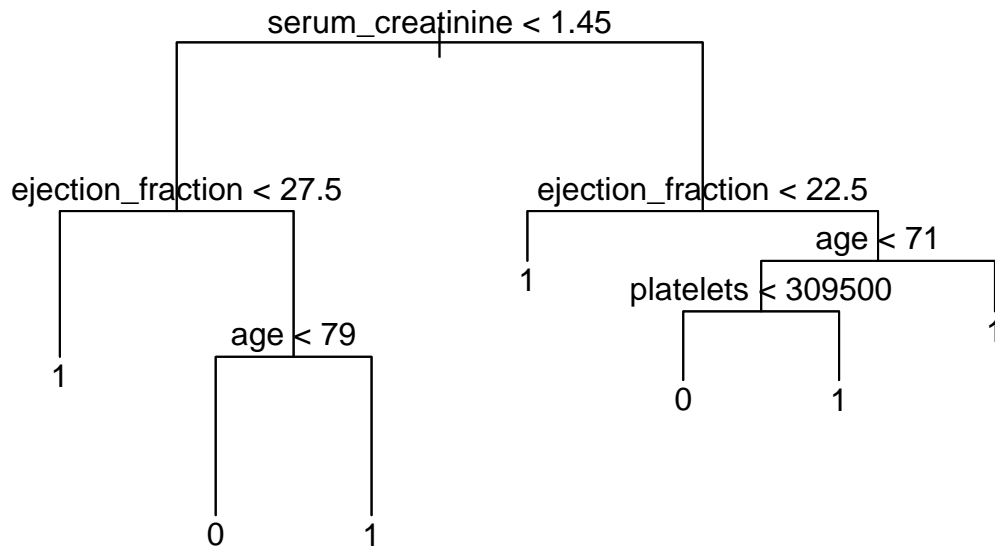 serum_creatinine < 1.45
ejection_fraction < 27.5
ejection_fraction < 22.5
age < 71
1
platelets < 309500
1
age < 79
1
0
1
0
1